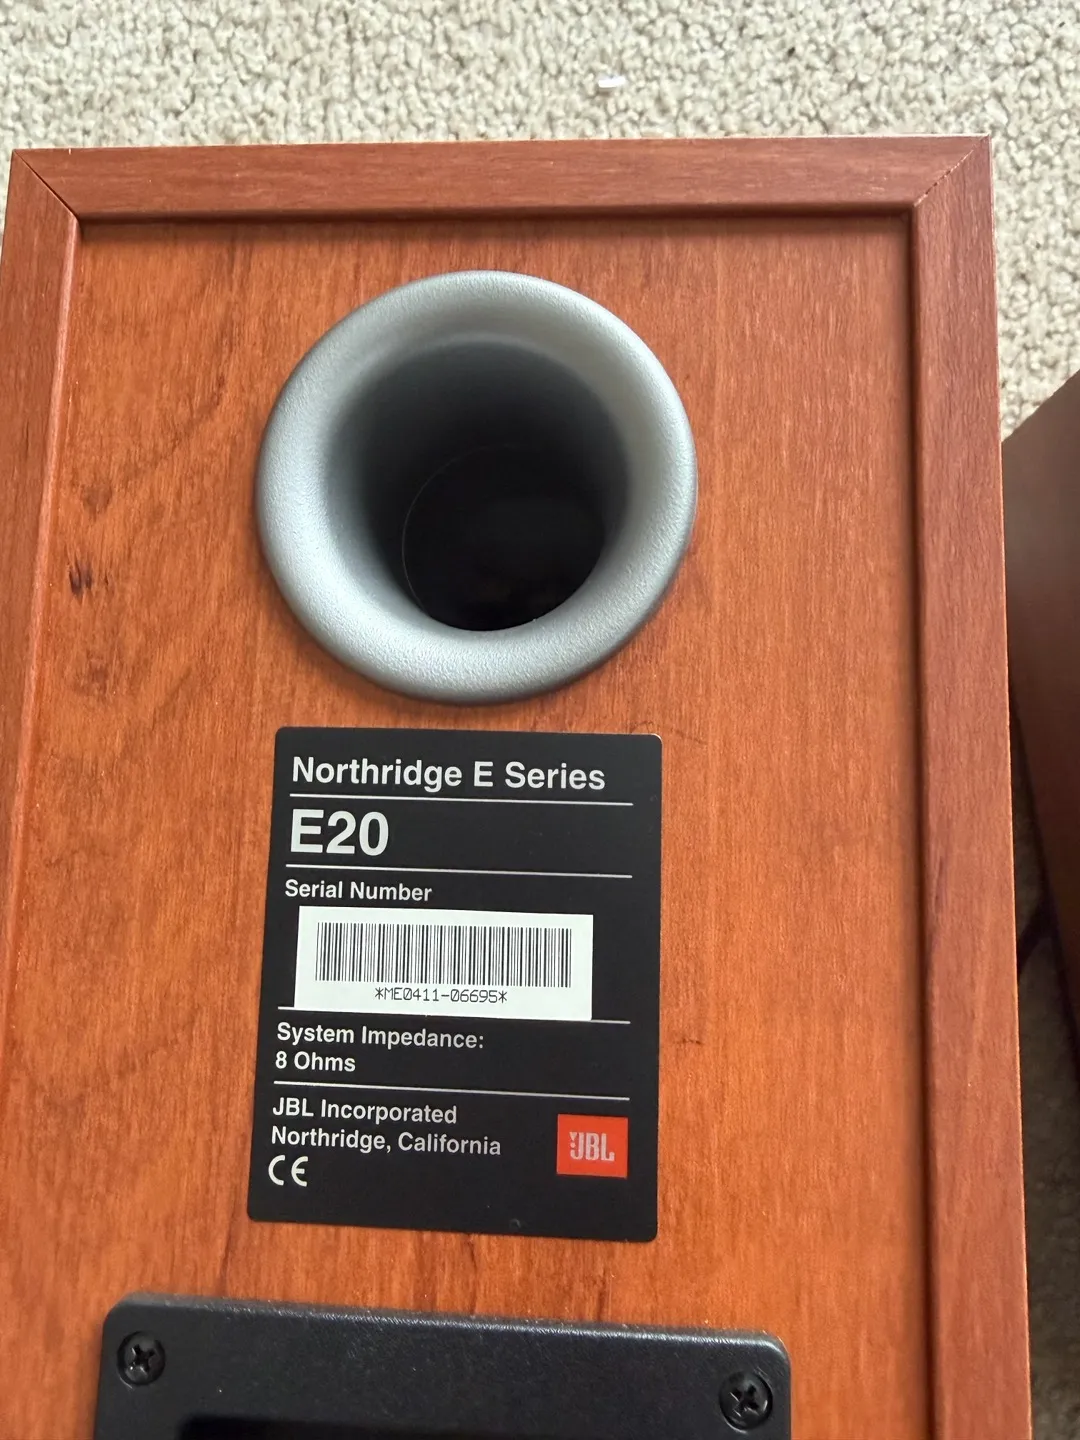 Northridge E Series
E20
Serial Number
*ME0411-06695*
System Impedance:
8 Ohms
JBL Incorporated
Northridge, California
CE
JBL